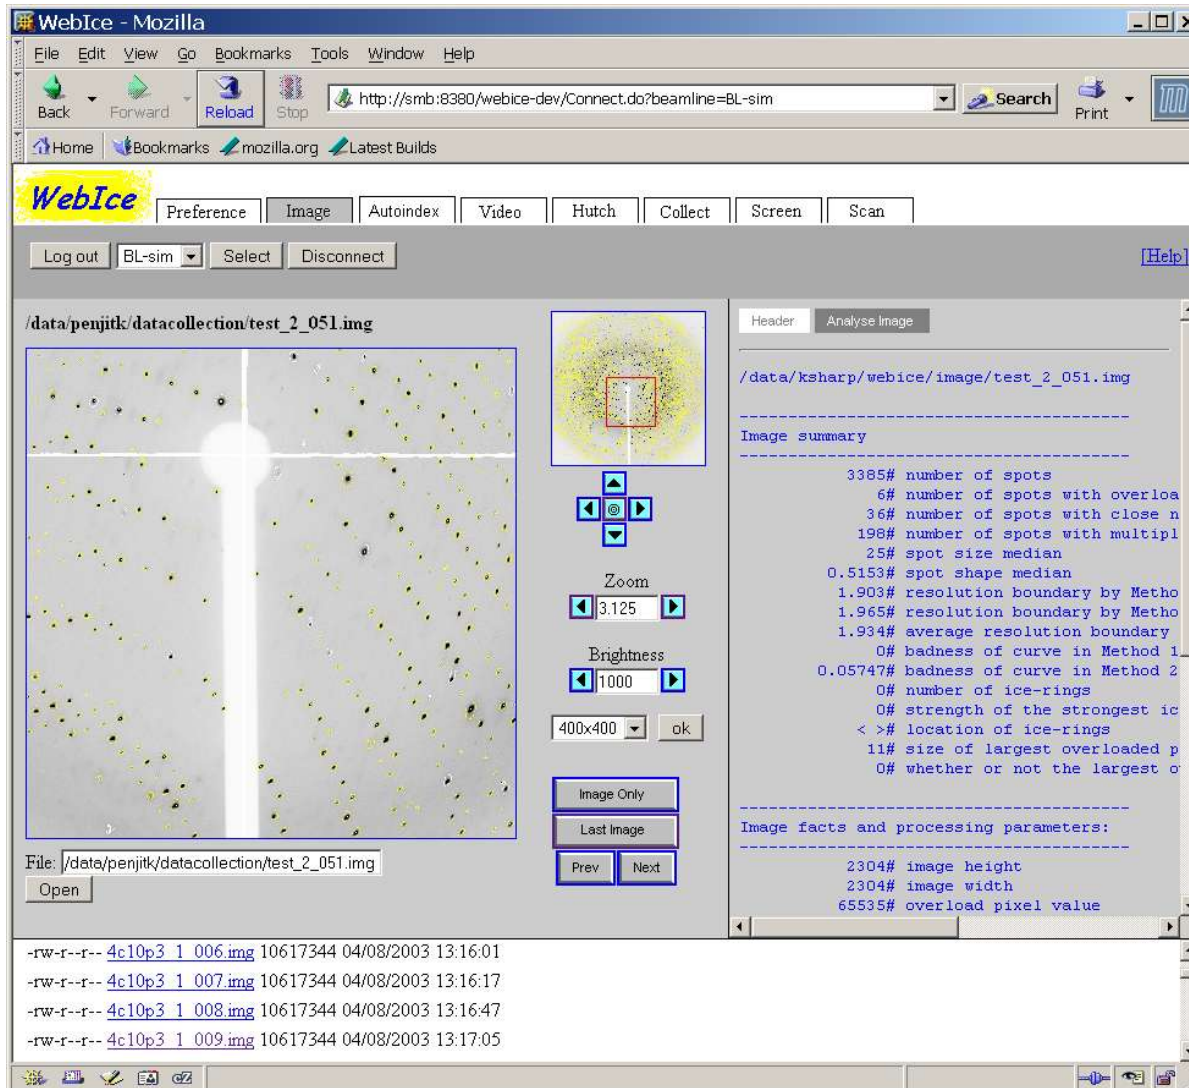 WebIce - Mozilla
File Edit View Go Bookmarks Tools Window Help
Back Forward Reload Stop http://smb:8380/webice-dev/Connect.do?beamline=BL-sim Search Print
Home Bookmarks mozilla.org Latest Builds
WebIce Preference Image Autoindex Video Hutch Collect Screen Scan
Log out BL-sim Select Disconnect [Help]
/data/penjitk/datacollection/test_2_051.img
Zoom
3.125
Brightness
1000
400x400 ok
Image Only
Last Image
Prev Next
File: /data/penjitk/datacollection/test_2_051.img
Open
Header Analyse Image
/data/ksharp/webice/image/test_2_051.img
----------------------------------------
Image summary
----------------------------------------
3385# number of spots
6# number of spots with overloa
36# number of spots with close n
198# number of spots with multipl
25# spot size median
0.5153# spot shape median
1.903# resolution boundary by Metho
1.965# resolution boundary by Metho
1.934# average resolution boundary
0# badness of curve in Method 1
0.05747# badness of curve in Method 2
0# number of ice-rings
0# strength of the strongest ic
< ># location of ice-rings
11# size of largest overloaded p
0# whether or not the largest o
----------------------------------------
Image facts and processing parameters:
----------------------------------------
2304# image height
2304# image width
65535# overload pixel value
-rw-r--r-- 4c10p3_1_006.img 10617344 04/08/2003 13:16:01
-rw-r--r-- 4c10p3_1_007.img 10617344 04/08/2003 13:16:17
-rw-r--r-- 4c10p3_1_008.img 10617344 04/08/2003 13:16:47
-rw-r--r-- 4c10p3_1_009.img 10617344 04/08/2003 13:17:05